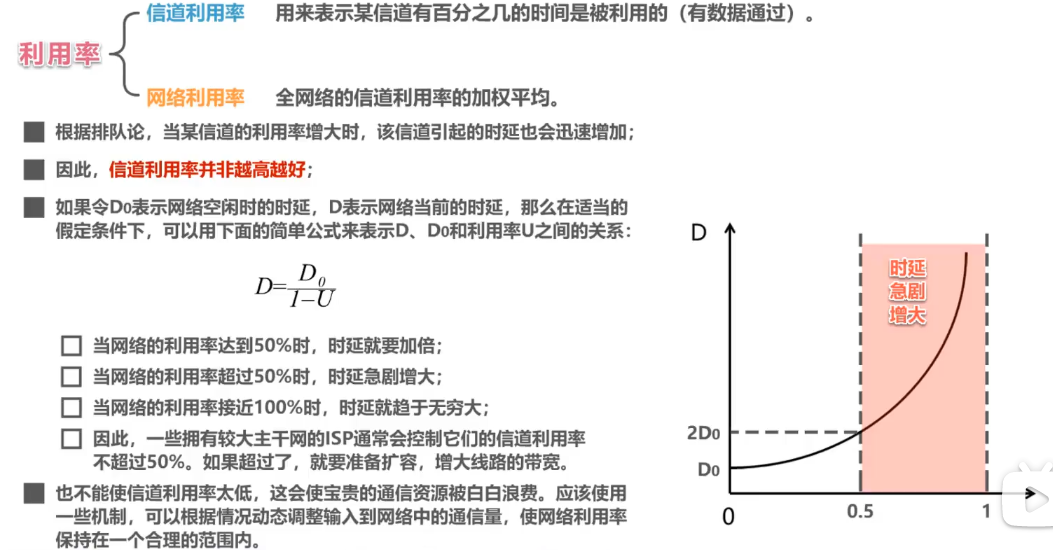 信道利用率 用来表示某信道有百分之几的时间是被利用的（有数据通过）。
利用率
网络利用率 全网络的信道利用率的加权平均。
根据排队论，当某信道的利用率增大时，该信道引起的时延也会迅速增加；
因此，信道利用率并非越高越好；
如果令D0表示网络空闲时的时延，D表示网络当前的时延，那么在适当的
假定条件下，可以用下面的简单公式来表示D、D0和利用率U之间的关系：
D=D0/1-U
当网络的利用率达到50%时，时延就要加倍；
当网络的利用率超过50%时，时延急剧增大；
当网络的利用率接近100%时，时延就趋于无穷大；
因此，一些拥有较大主干网的ISP通常会控制它们的信道利用率
不超过50%。如果超过了，就要准备扩容，增大线路的带宽。
也不能使信道利用率太低，这会使宝贵的通信资源被白白浪费。应该使用
一些机制，可以根据情况动态调整输入到网络中的通信量，使网络利用率
保持在一个合理的范围内。
D
时延
急剧
增大
2D0
D0
0 0.5 1